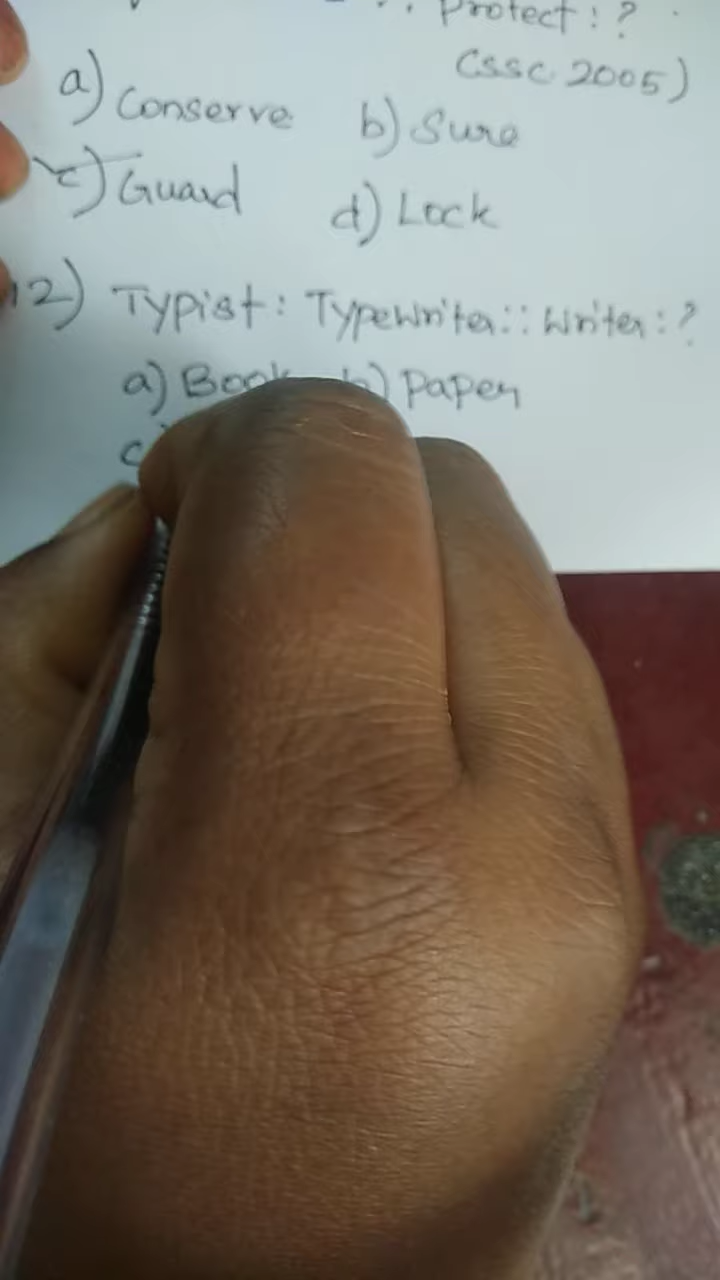 :: Protect : ?
(SSC 2005)
a) Conserve b) Sure
c) Guard d) Lock
12) Typist : Typewriter :: Writer : ?
a) Book b) Paper
c